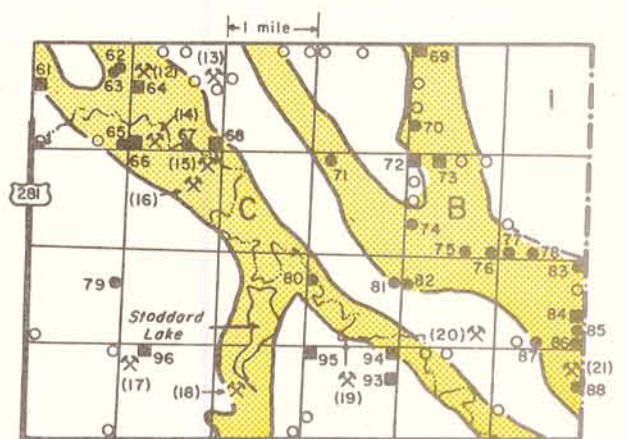 1 mile
62 (13) 69
61 63 (12)
64
(14) 70
65 66 67 68
(15) 71 72 73
281 (16)
C B
74
75 76 77 78
79 80 81 82 83
Stoddard
Lake
84
(20) 85
87 86
96 95 94 (21)
(17) (18) (19) 93 88